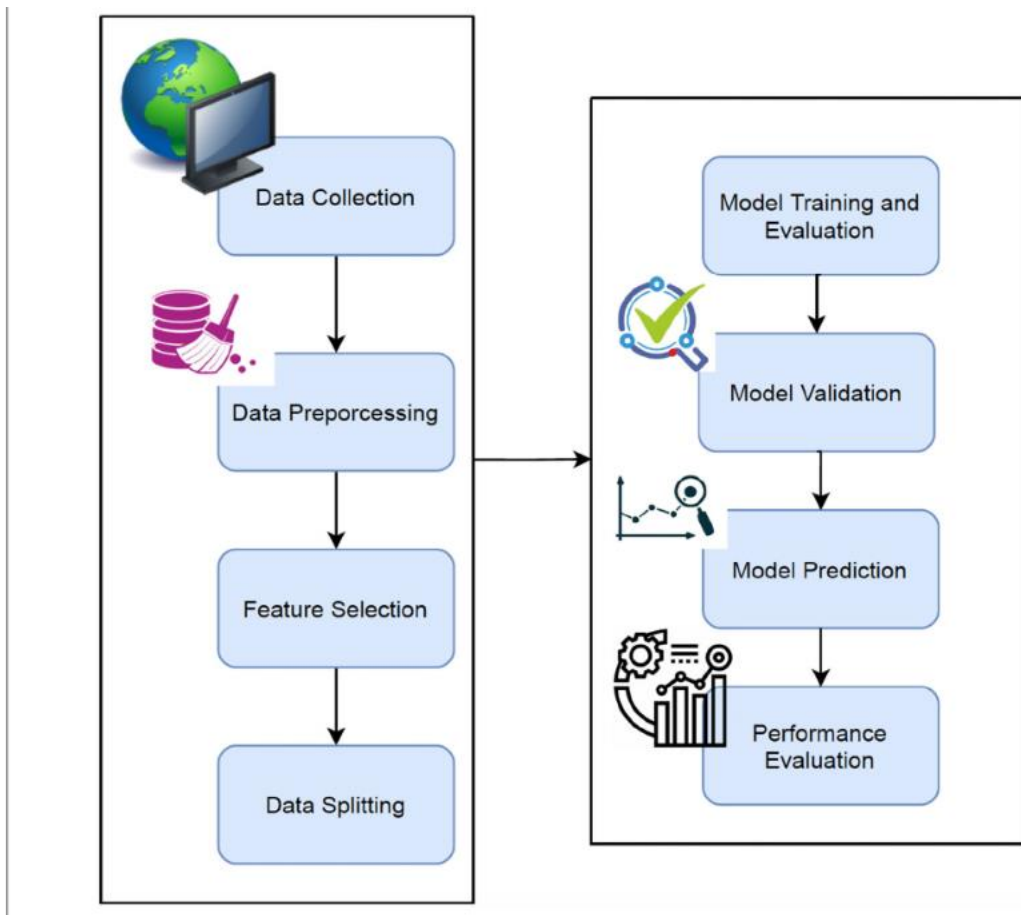 Data Collection
Data Preporcessing
Feature Selection
Data Splitting
Model Training and
Evaluation
Model Validation
Model Prediction
Performance
Evaluation